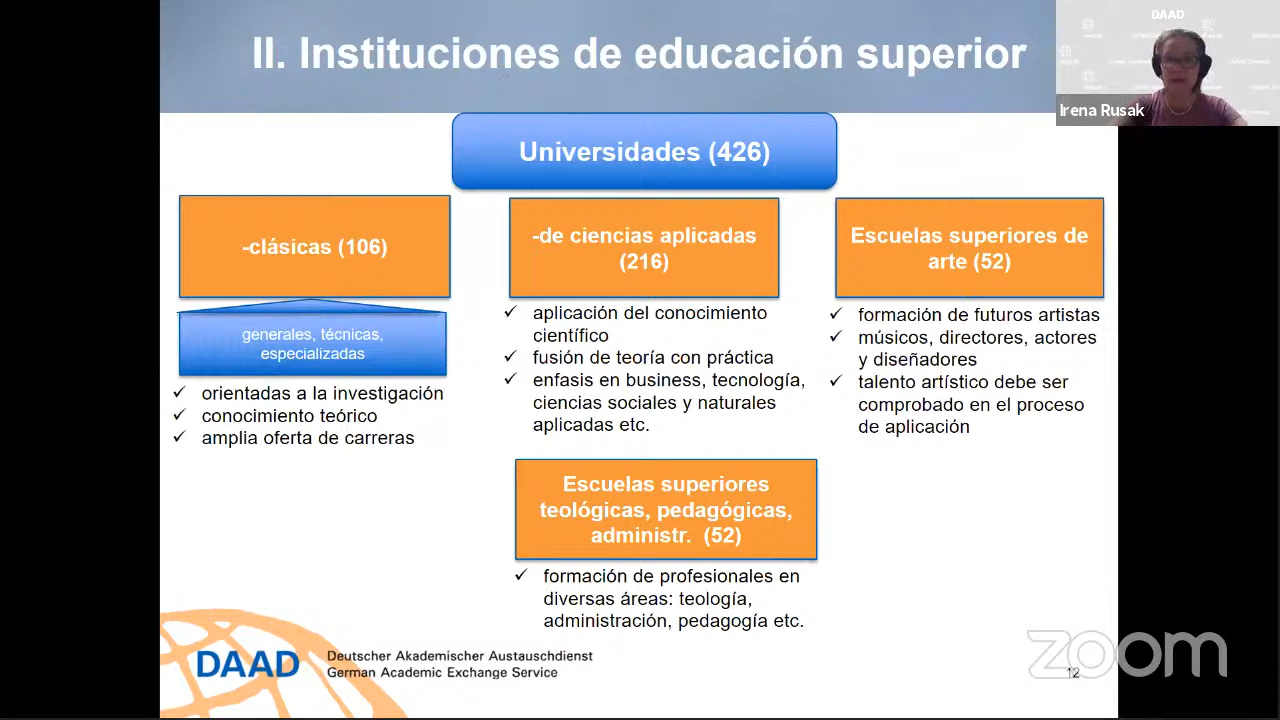 II. Instituciones de educación superior
DAAD
Irena Rusak
Universidades (426)
-clásicas (106)
generales, técnicas,
especializadas
✓ orientadas a la investigación
✓ conocimiento teórico
✓ amplia oferta de carreras
-de ciencias aplicadas
(216)
✓ aplicación del conocimiento
científico
✓ fusión de teoría con práctica
✓ enfasis en business, tecnología,
ciencias sociales y naturales
aplicadas etc.
Escuelas superiores de
arte (52)
✓ formación de futuros artistas
✓ músicos, directores, actores
y diseñadores
✓ talento artístico debe ser
comprobado en el proceso
de aplicación
Escuelas superiores
teológicas, pedagógicas,
administr. (52)
✓ formación de profesionales en
diversas áreas: teología,
administración, pedagogía etc.
DAAD
Deutscher Akademischer Austauschdienst
German Academic Exchange Service
zoom
12